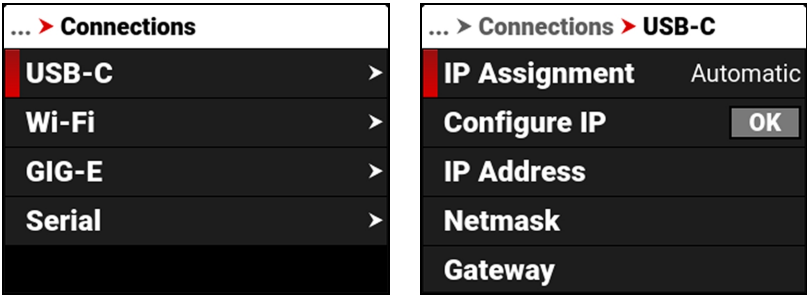 ... > Connections
USB-C >
Wi-Fi >
GIG-E >
Serial >
... > Connections > USB-C
IP Assignment Automatic
Configure IP OK
IP Address
Netmask
Gateway